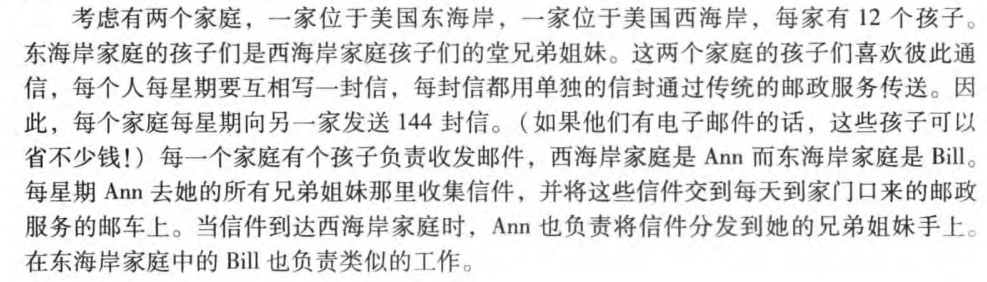 考虑有两个家庭，一家位于美国东海岸，一家位于美国西海岸，每家有 12 个孩子。
东海岸家庭的孩子们是西海岸家庭孩子们的堂兄弟姐妹。这两个家庭的孩子们喜欢彼此通
信，每个人每星期要互相写一封信，每封信都用单独的信封通过传统的邮政服务传送。因
此，每个家庭每星期向另一家发送 144 封信。（如果他们有电子邮件的话，这些孩子可以
省不少钱！）每一个家庭有个孩子负责收发邮件，西海岸家庭是 Ann 而东海岸家庭是 Bill。
每星期 Ann 去她的所有兄弟姐妹那里收集信件，并将这些信件交到每天到家门口来的邮政
服务的邮车上。当信件到达西海岸家庭时，Ann 也负责将信件分发到她的兄弟姐妹手上。
在东海岸家庭中的 Bill 也负责类似的工作。